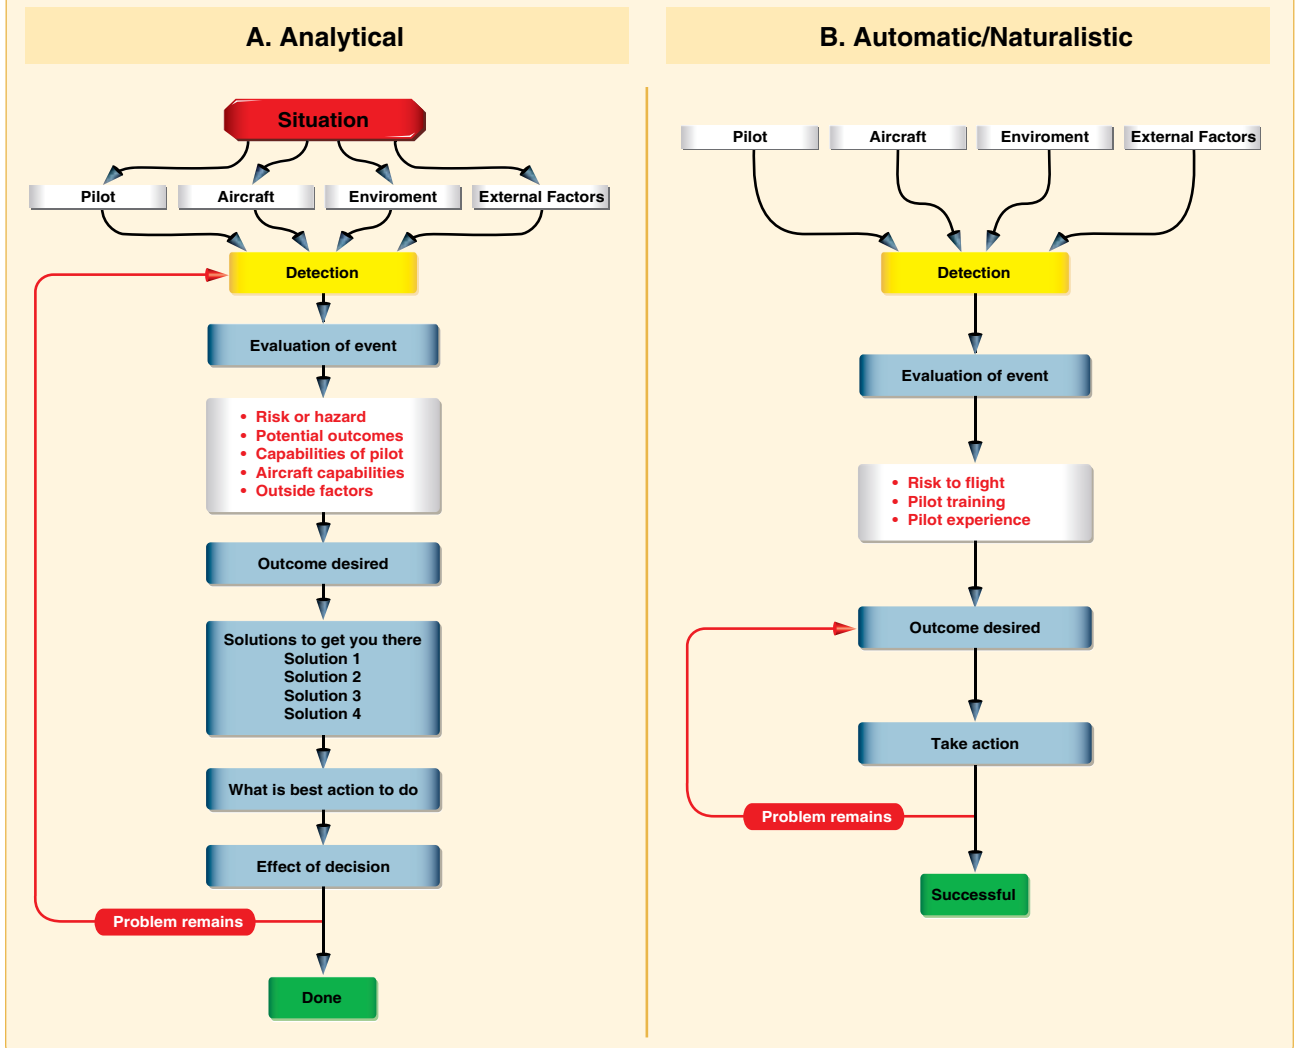 A. Analytical
Situation
Pilot
Aircraft
Enviroment
External Factors
Detection
Evaluation of event
• Risk or hazard
• Potential outcomes
• Capabilities of pilot
• Aircraft capabilities
• Outside factors
Outcome desired
Solutions to get you there
Solution 1
Solution 2
Solution 3
Solution 4
What is best action to do
Effect of decision
Problem remains
Done
B. Automatic/Naturalistic
Pilot
Aircraft
Enviroment
External Factors
Detection
Evaluation of event
• Risk to flight
• Pilot training
• Pilot experience
Outcome desired
Take action
Problem remains
Successful